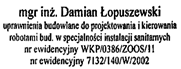 mgr inż. Damian Łopuszewski
uprawnienia budowlane do projektowania i kierowania
robotami bud. w specjalności instalacji sanitarnych
nr ewidencyjny WKP/0386/ZOOS/11
nr ewidencyjny 7132/140/W/2002